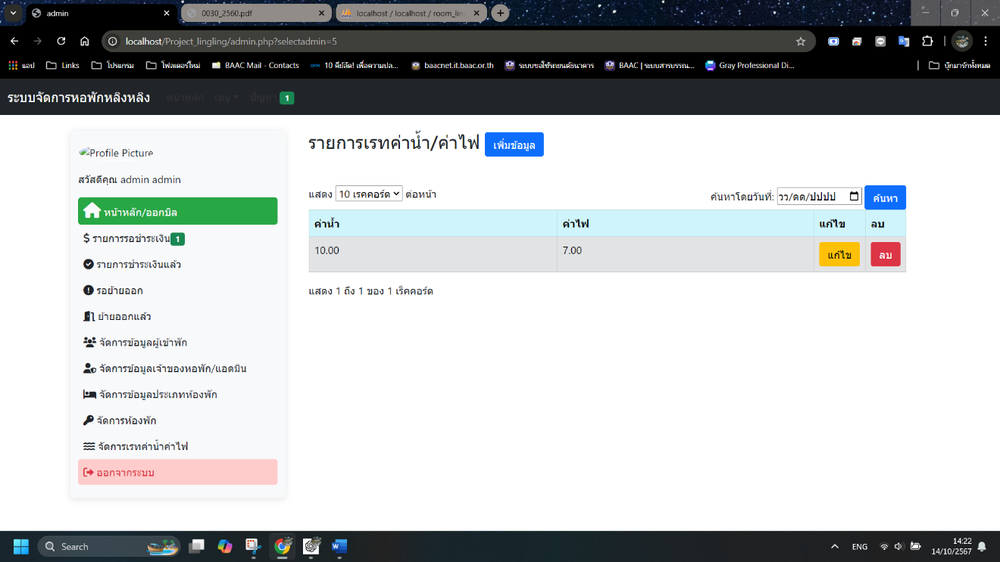 admin
0030_2560.pdf
localhost / localhost / room_lin
localhost/Project_lingling/admin.php?selectadmin=5
แอป
Links
โปรแกรม
โฟลเดอร์ใหม่
BAAC Mail - Contacts
OFM
10 คีย์ลัด! เพื่อความปล...
baacnet.it.baac.or.th
ระบบขอใช้รถยนต์ธนาคาร
BAAC | ระบบสารบรรณ...
Gray Professional Di...
บุ๊กมาร์กทั้งหมด
ระบบจัดการหอพักหลิงหลิง หน้าหลัก เมนู ปัญหา 1
Profile Picture
สวัสดีคุณ admin admin
หน้าหลัก/ออกบิล
รายการรอชำระเงิน 1
รายการชำระเงินแล้ว
รอย้ายออก
ย้ายออกแล้ว
จัดการข้อมูลผู้เข้าพัก
จัดการข้อมูลเจ้าของหอพัก/แอดมิน
จัดการข้อมูลประเภทห้องพัก
จัดการห้องพัก
จัดการเรทค่าน้ำค่าไฟ
ออกจากระบบ
รายการเรทค่าน้ำ/ค่าไฟ เพิ่มข้อมูล
แสดง 10 เรคคอร์ด ต่อหน้า
ค้นหาโดยวันที่: วว/ดด/ปปปป ค้นหา
ค่าน้ำ ค่าไฟ แก้ไข ลบ
10.00 7.00 แก้ไข ลบ
แสดง 1 ถึง 1 ของ 1 เร็คคอร์ด
Search
ENG
14:22
14/10/2567